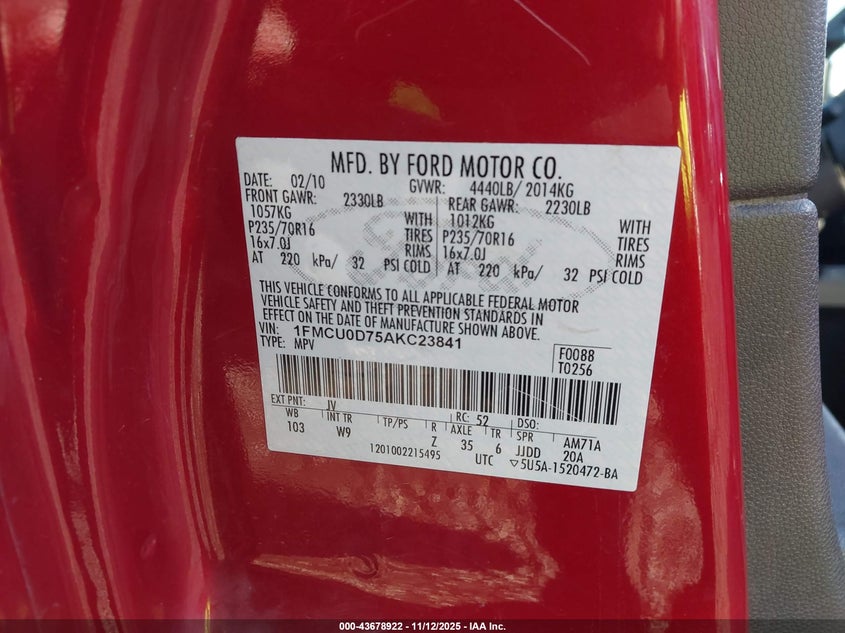 MFD. BY FORD MOTOR CO.
DATE: 02/10 GVWR: 4440LB/ 2014KG
FRONT GAWR: 2330LB REAR GAWR: 2230LB
1057KG WITH 1012KG WITH
P235/70R16 TIRES P235/70R16 TIRES
16x7.0J RIMS 16x7.0J RIMS
AT 220 kPa/ 32 PSI COLD AT 220 kPa/ 32 PSI COLD
THIS VEHICLE CONFORMS TO ALL APPLICABLE FEDERAL MOTOR
VEHICLE SAFETY AND THEFT PREVENTION STANDARDS IN
EFFECT ON THE DATE OF MANUFACTURE SHOWN ABOVE.
VIN: 1FMCU0D75AKC23841 F0088
TYPE: MPV T0256
EXT PNT: JV RC: 52 DSO:
WB INT TR TP/PS R AXLE TR SPR AM71A
103 W9 Z 35 6 JJDD 20A
1201002215495 UTC ▽5U5A-1520472-BA
Ford
000-43678922 - 11/12/2025 - IAA Inc.